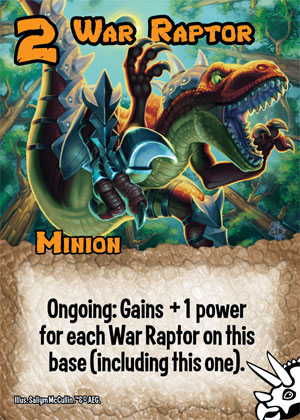 2 War Raptor
Minion
Ongoing: Gains +1 power
for each War Raptor on this
base (including this one).
Illus. Saliym McCullin. ™&© AEG.